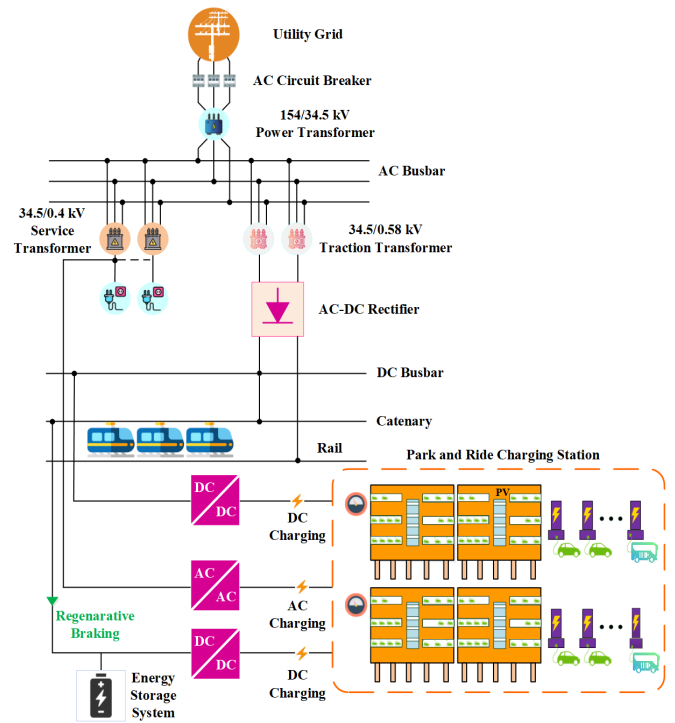 Utility Grid
AC Circuit Breaker
154/34.5 kV
Power Transformer
AC Busbar
34.5/0.4 kV
Service
Transformer
34.5/0.58 kV
Traction Transformer
AC-DC Rectifier
DC Busbar
Catenary
Rail
Park and Ride Charging Station
PV
DC
DC
DC
Charging
AC
AC
AC
Charging
Regenarative
Braking
DC
DC
DC
Charging
Energy
Storage
System